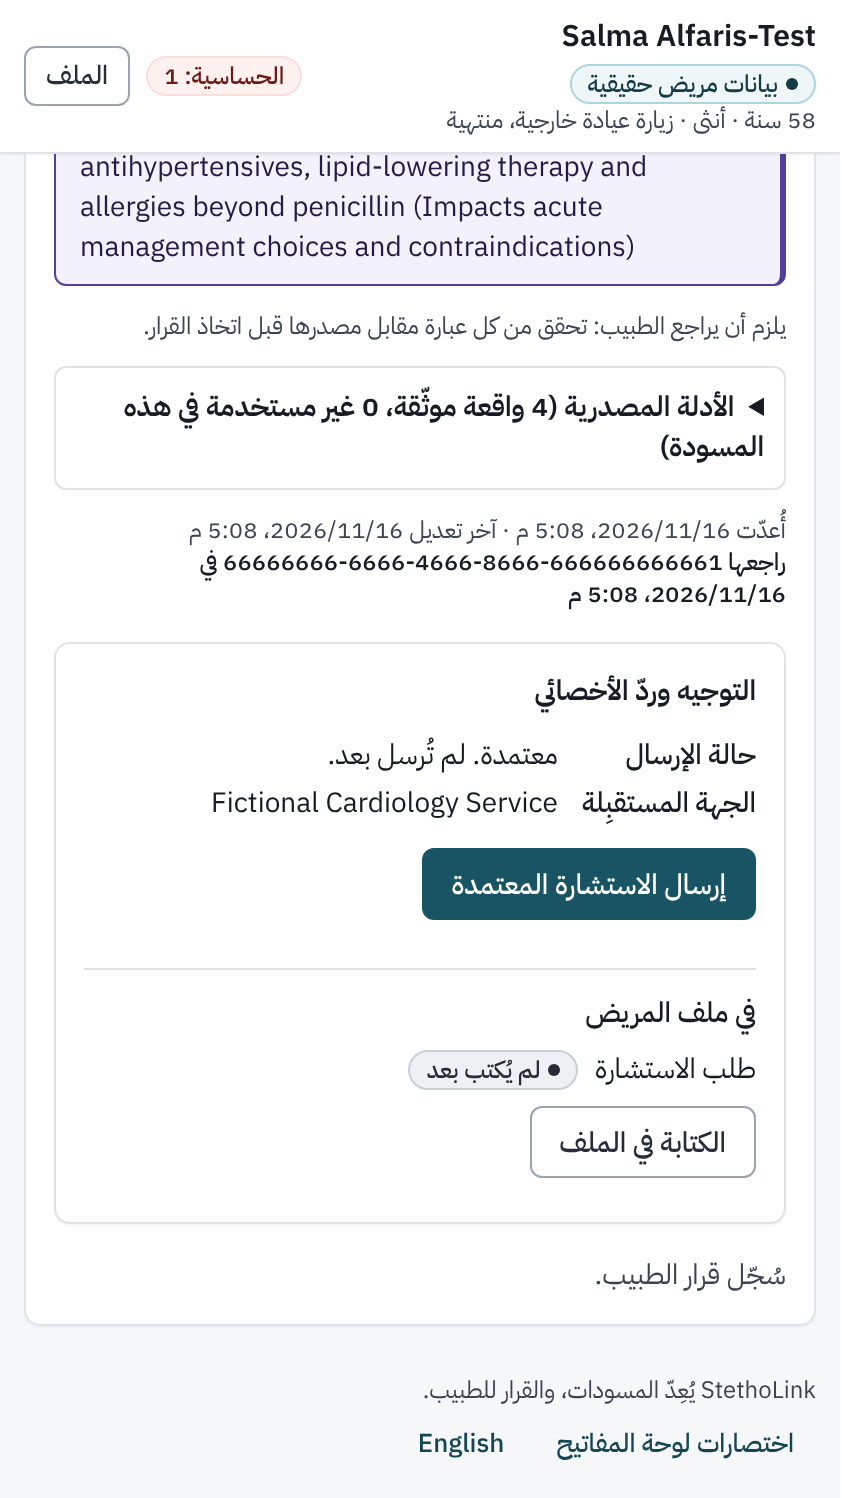 Salma Alfaris-Test
بيانات مريض حقيقية
58 سنة · أنثى · زيارة عيادة خارجية، منتهية
الحساسية: 1
الملف
antihypertensives, lipid-lowering therapy and
allergies beyond penicillin (Impacts acute
management choices and contraindications)
يلزم أن يراجع الطبيب: تحقق من كل عبارة مقابل مصدرها قبل اتخاذ القرار.
الأدلة المصدرية (4 واقعة موثّقة، 0 غير مستخدمة في هذه
المسودة)
أُعدّت 2026/11/16، 5:08 م · آخر تعديل 2026/11/16، 5:08 م
راجعها 66666666-6666-4666-8666-666666666661 في
2026/11/16، 5:08 م
التوجيه وردّ الأخصائي
حالة الإرسال معتمدة. لم تُرسل بعد.
الجهة المستقبِلة Fictional Cardiology Service
إرسال الاستشارة المعتمدة
في ملف المريض
طلب الاستشارة لم يُكتب بعد
الكتابة في الملف
سُجّل قرار الطبيب.
StethoLink يُعِدّ المسودات، والقرار للطبيب.
اختصارات لوحة المفاتيح English